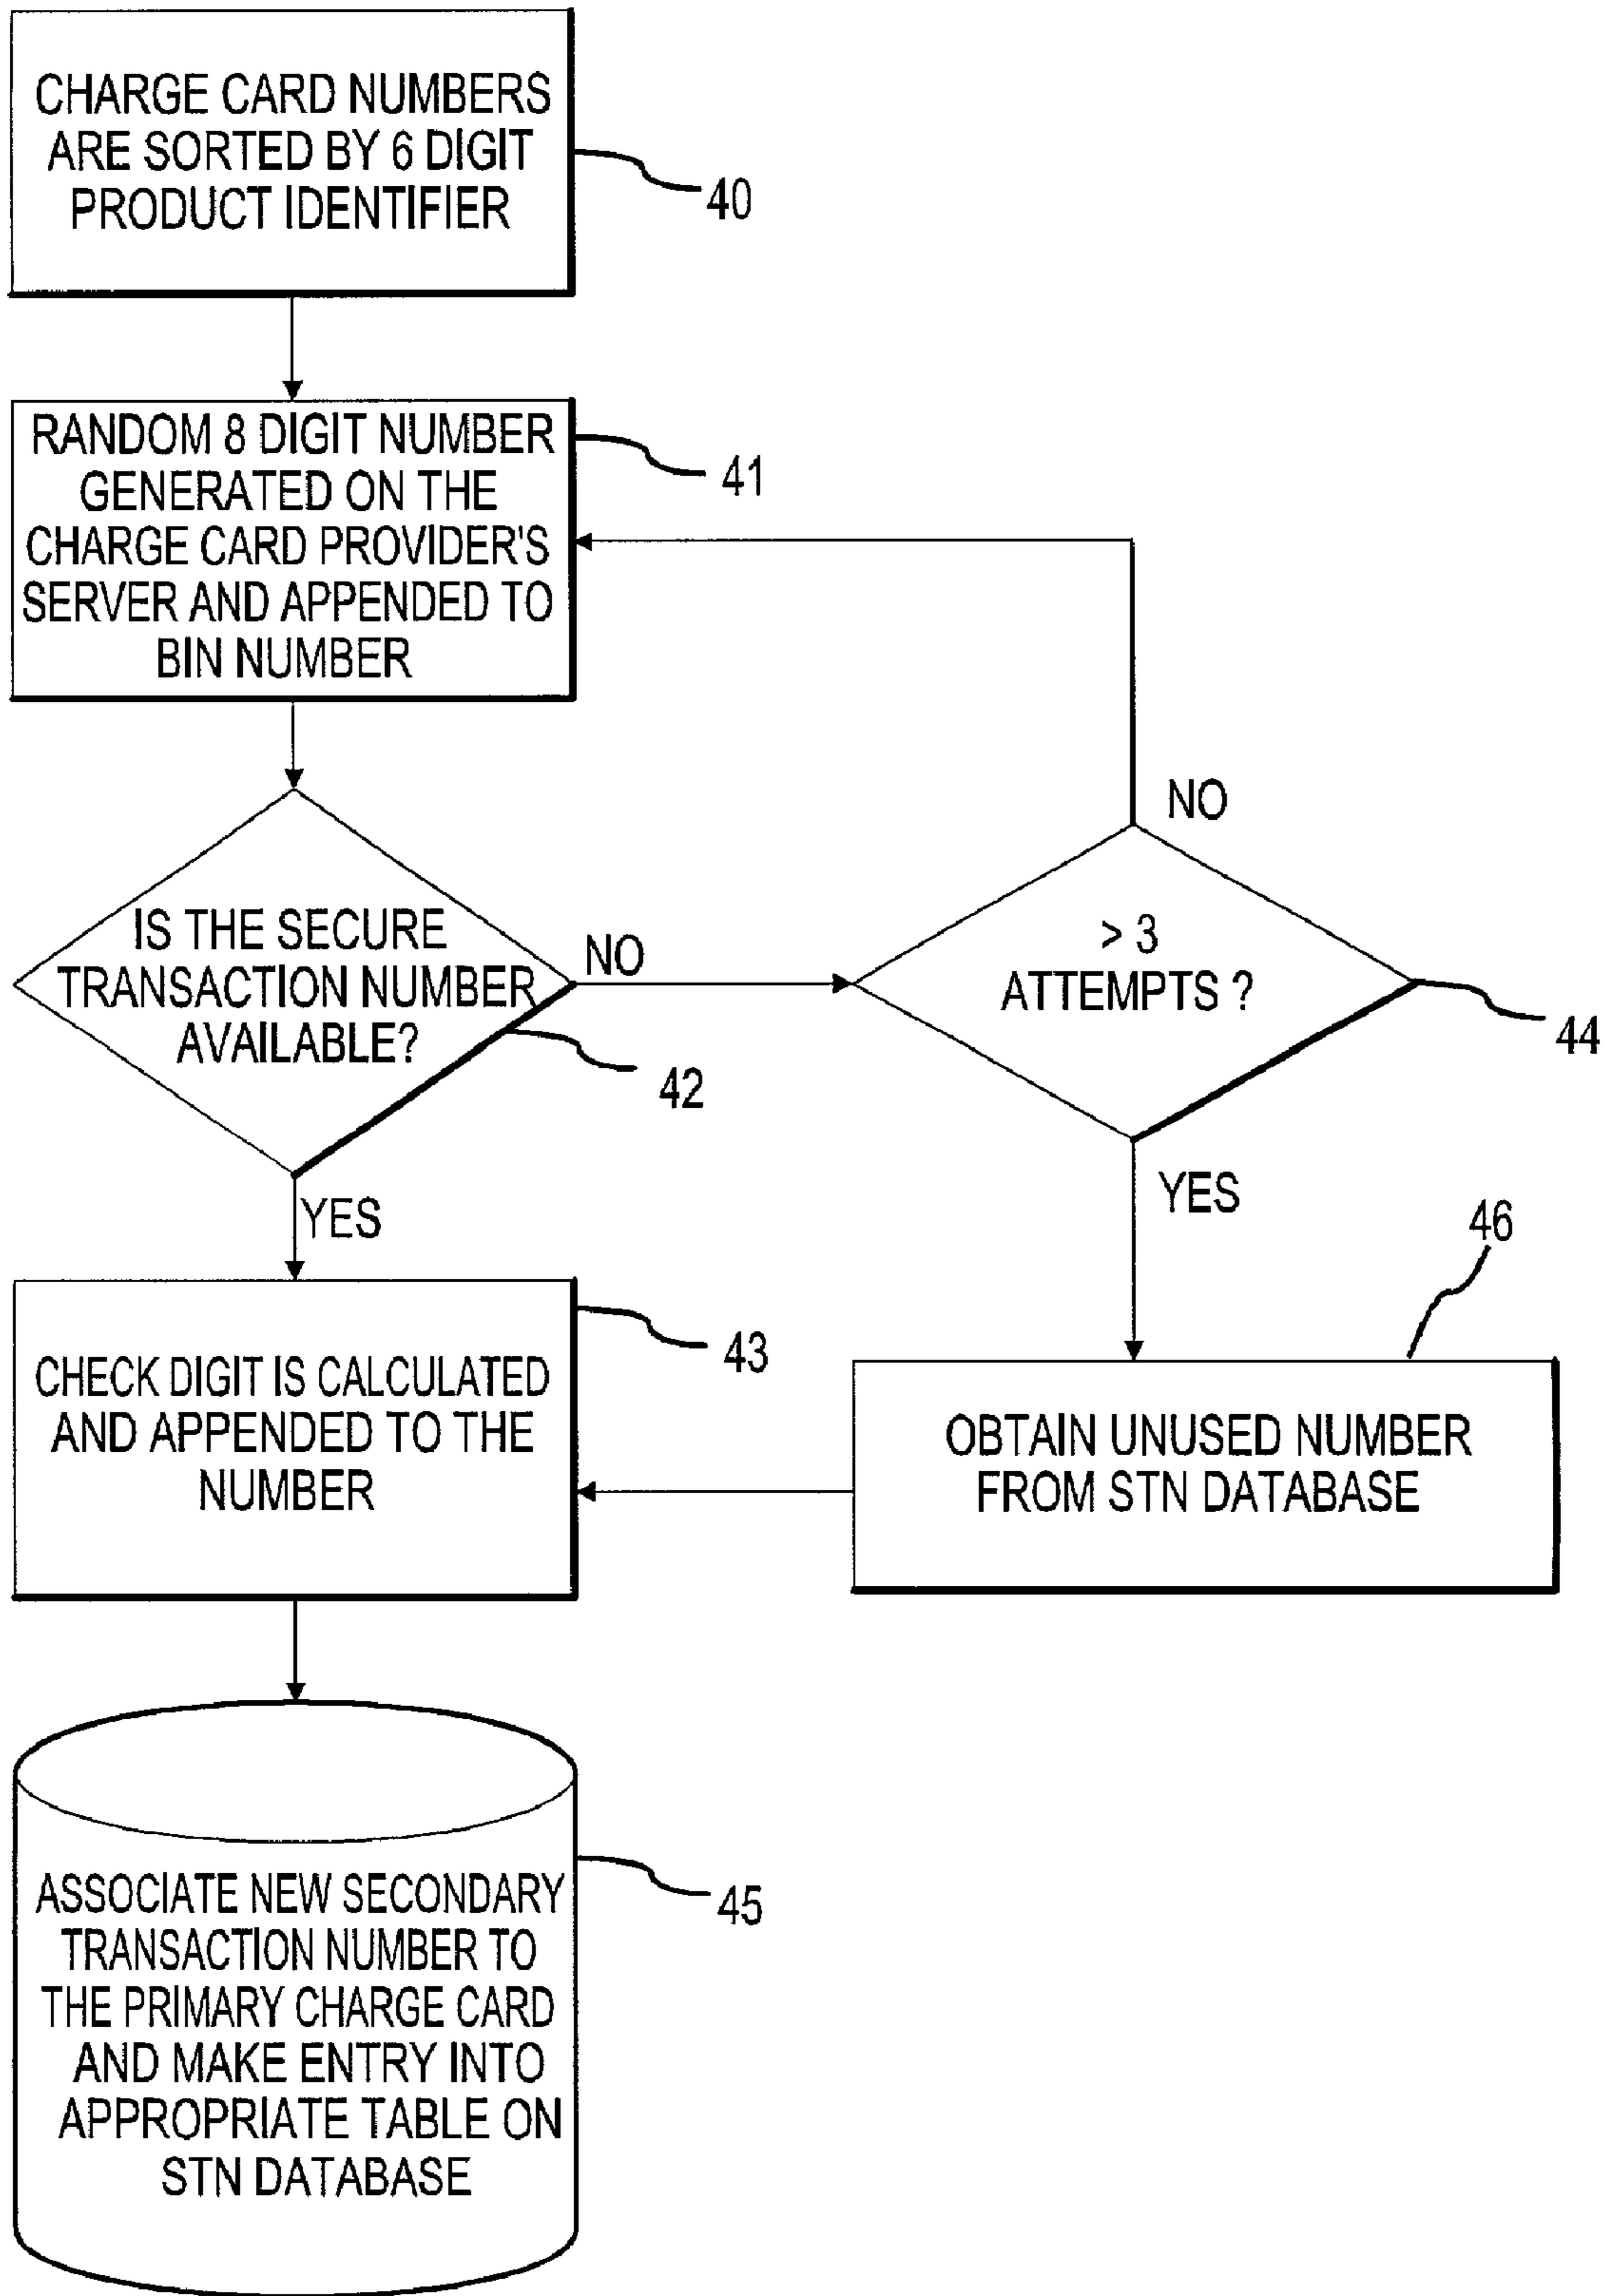 CHARGE CARD NUMBERS
ARE SORTED BY 6 DIGIT
PRODUCT IDENTIFIER
40
RANDOM 8 DIGIT NUMBER
GENERATED ON THE
CHARGE CARD PROVIDER'S
SERVER AND APPENDED TO
BIN NUMBER
41
IS THE SECURE
TRANSACTION NUMBER
AVAILABLE?
42
NO
YES
> 3
ATTEMPTS ?
44
NO
YES
CHECK DIGIT IS CALCULATED
AND APPENDED TO THE
NUMBER
43
OBTAIN UNUSED NUMBER
FROM STN DATABASE
46
ASSOCIATE NEW SECONDARY
TRANSACTION NUMBER TO
THE PRIMARY CHARGE CARD
AND MAKE ENTRY INTO
APPROPRIATE TABLE ON
STN DATABASE
45